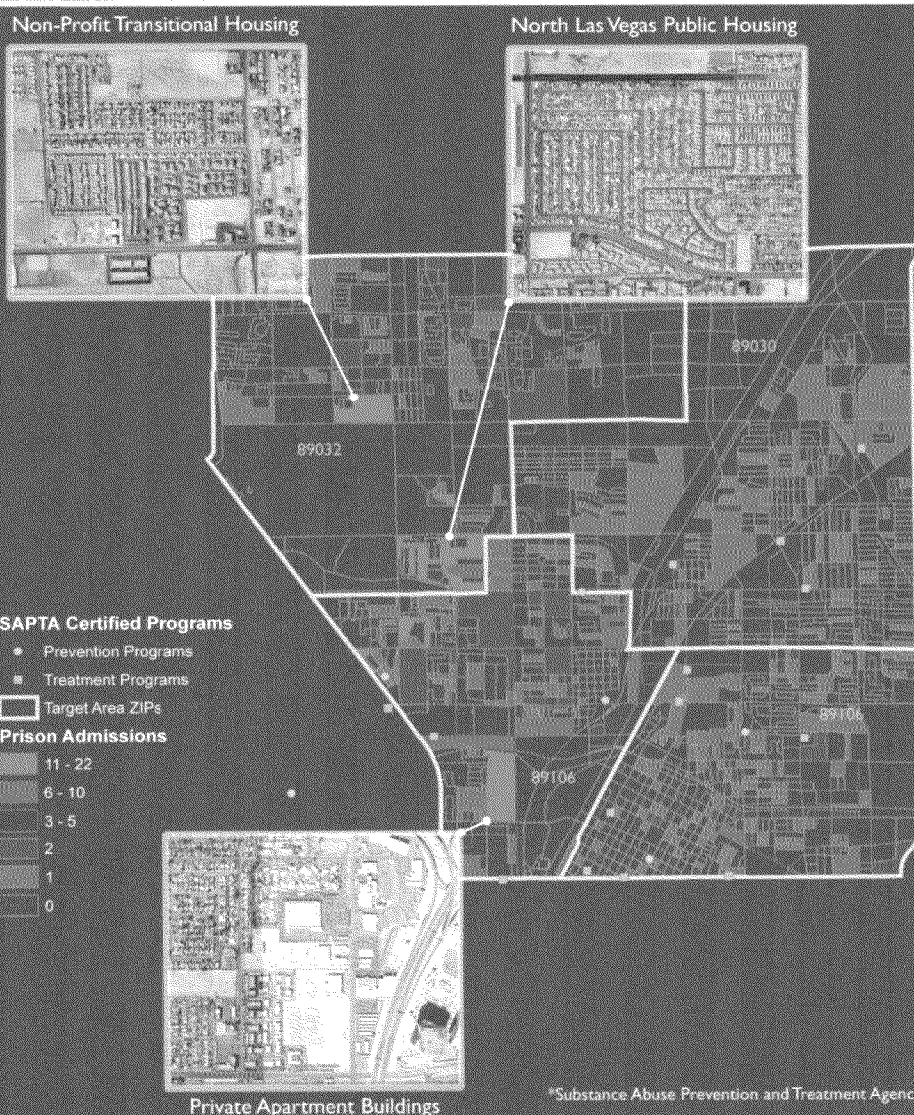 Non-Profit Transitional Housing
North Las Vegas Public Housing
89030
89032
SAPTA Certified Programs
Prevention Programs
Treatment Programs
Target Area ZIPs
Prison Admissions
11 - 22
6 - 10
3 - 5
2
1
0
89106
89106
Private Apartment Buildings
*Substance Abuse Prevention and Treatment Agenc